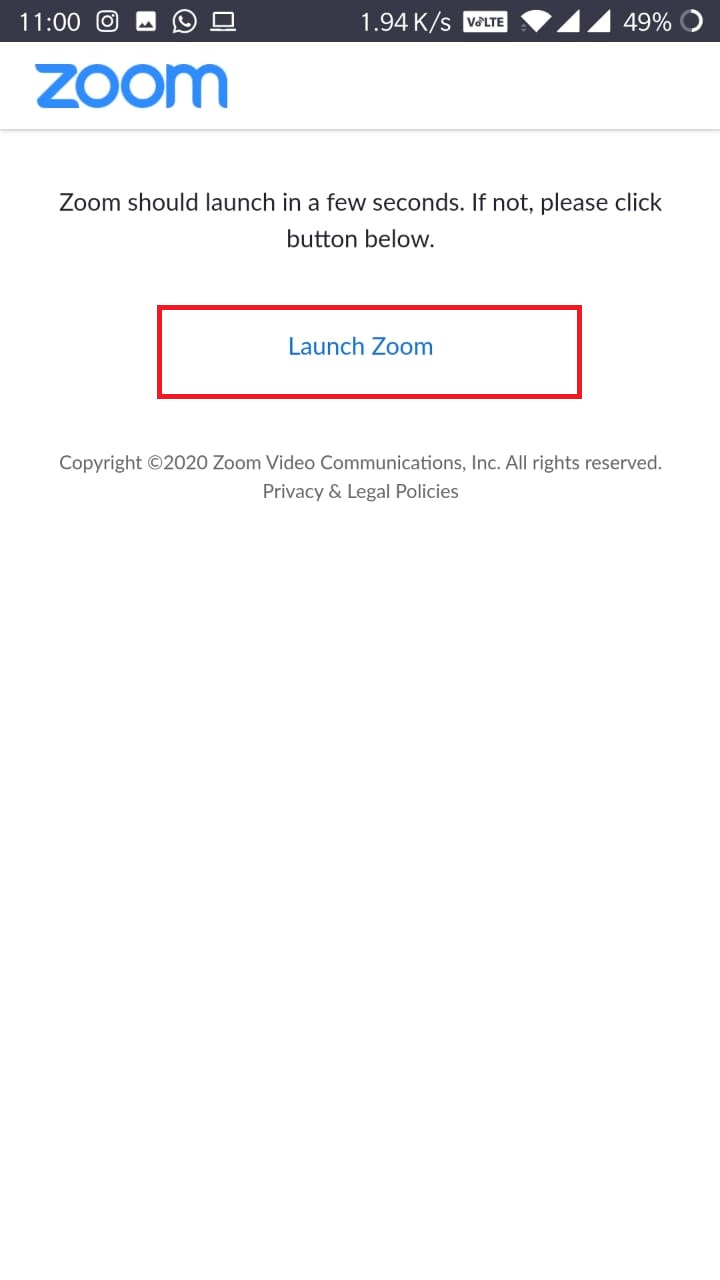 11:00 1.94 K/s VoLTE 49%
zoom
Zoom should launch in a few seconds. If not, please click
button below.
Launch Zoom
Copyright ©2020 Zoom Video Communications, Inc. All rights reserved.
Privacy & Legal Policies